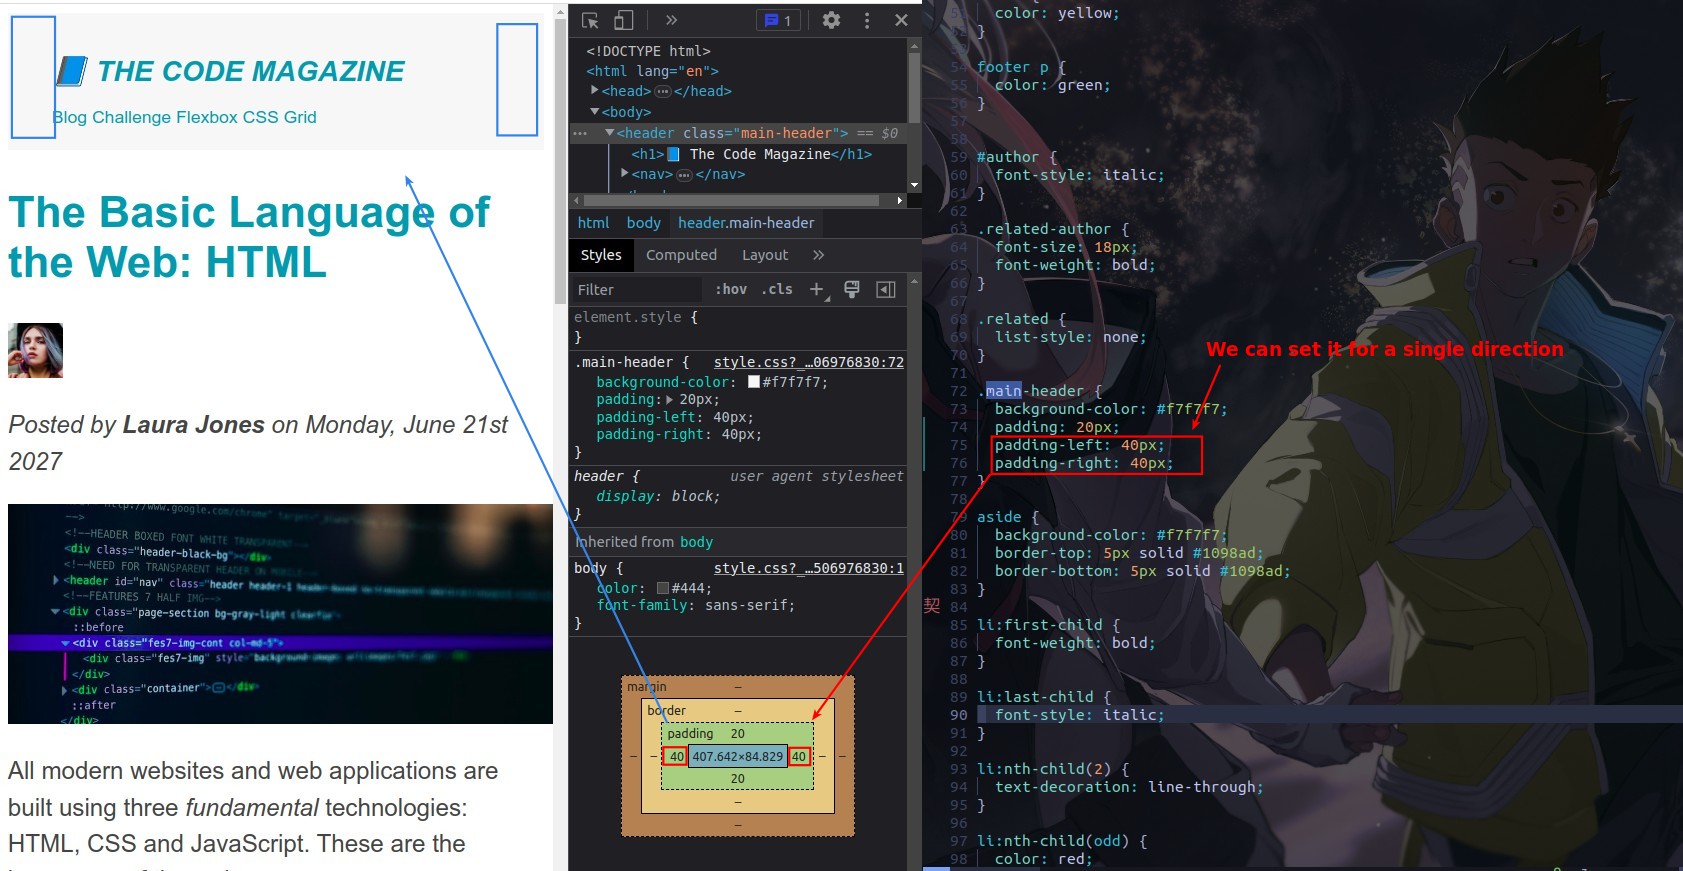 📘 THE CODE MAGAZINE
Blog Challenge Flexbox CSS Grid
The Basic Language of
the Web: HTML
Posted by Laura Jones on Monday, June 21st
2027
-->
<!--HEADER BOXED FONT WHITE TRANSPARENT-->
<div class="header-black-bg"></div>
<!--NEED FOR TRANSPARENT HEADER ON MOBILE-->
<header id="nav" class="header header-1
<!--FEATURES 7 HALF IMG-->
<div class="page-section bg-gray-light clearfix">
::before
<div class="fes7-img-cont col-md-5">
<div class="fes7-img" style=
</div>
<div class="container"></div>
::after
</div>
All modern websites and web applications are
built using three fundamental technologies:
HTML, CSS and JavaScript. These are the
1
<!DOCTYPE html>
<html lang="en">
<head>…</head>
<body>
<header class="main-header"> == $0
<h1>📘 The Code Magazine</h1>
<nav>…</nav>
html body header.main-header
Styles Computed Layout
Filter :hov .cls
element.style {
}
.main-header { style.css?_…06976830:72
background-color: #f7f7f7;
padding: 20px;
padding-left: 40px;
padding-right: 40px;
}
header { user agent stylesheet
display: block;
}
Inherited from body
body { style.css?_…506976830:1
color: #444;
font-family: sans-serif;
}
margin –
border –
padding 20
– – 40 407.642×84.829 40 – –
20
–
–
color: yellow;
}
54 footer p {
55 color: green;
56 }
57
58
59 #author {
60 font-style: italic;
61 }
62
63 .related-author {
64 font-size: 18px;
65 font-weight: bold;
66 }
67
68 .related {
69 list-style: none;
70 }
We can set it for a single direction
71
72 .main-header {
73 background-color: #f7f7f7;
74 padding: 20px;
75 padding-left: 40px;
76 padding-right: 40px;
77 }
78
79 aside {
80 background-color: #f7f7f7;
81 border-top: 5px solid #1098ad;
82 border-bottom: 5px solid #1098ad;
83 }
契 84
85 li:first-child {
86 font-weight: bold;
87 }
88
89 li:last-child {
90 font-style: italic;
91 }
92
93 li:nth-child(2) {
94 text-decoration: line-through;
95 }
96
97 li:nth-child(odd) {
98 color: red;